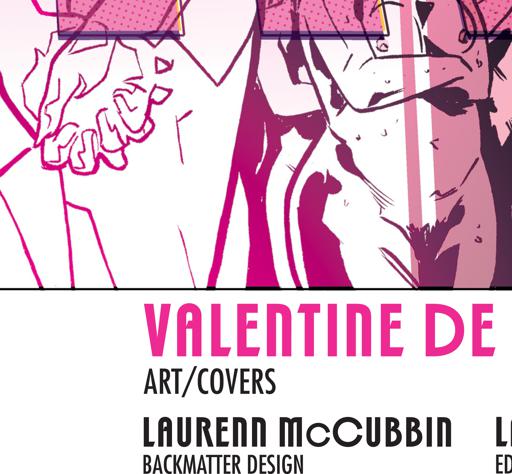 VALENTINE DE
ART/COVERS
LAURENN McCUBBIN
BACKMATTER DESIGN